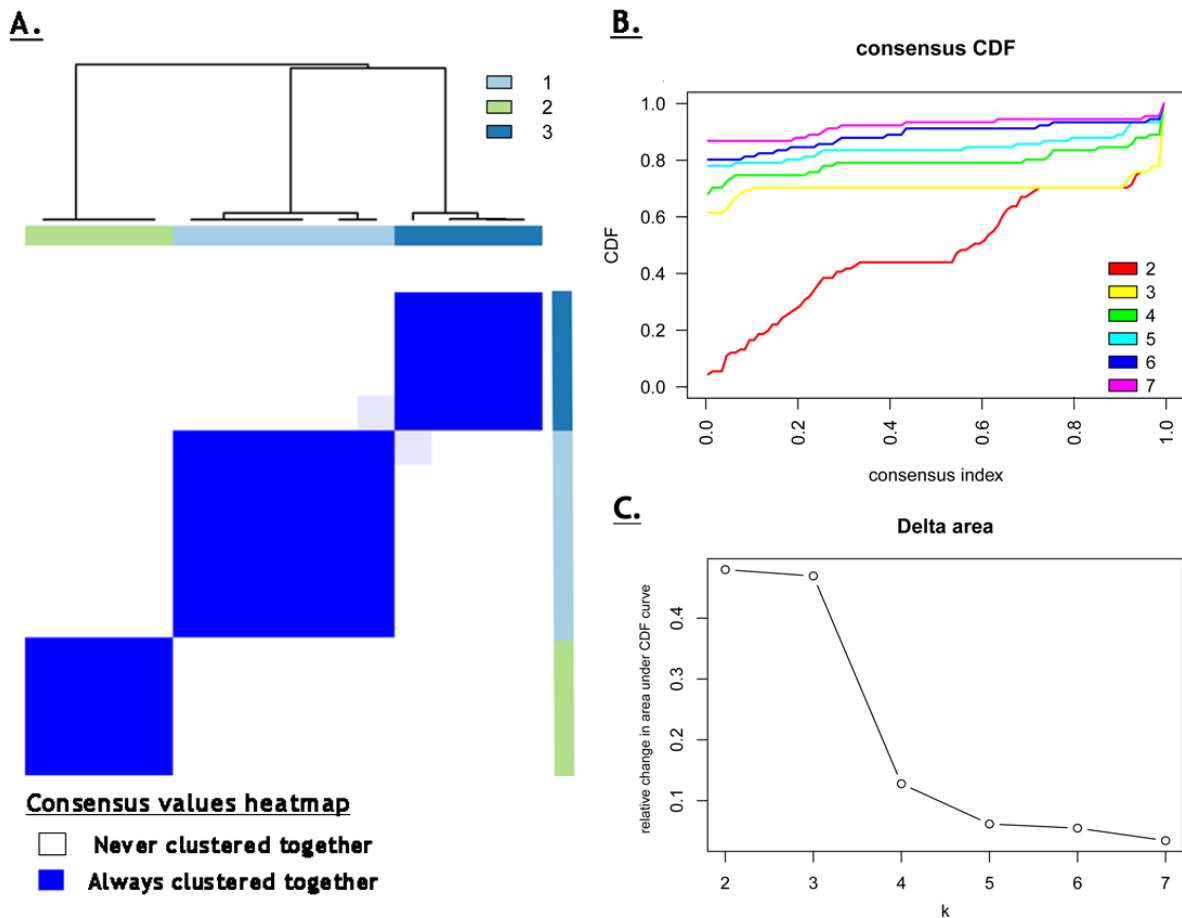 A.
1
2
3
Consensus values heatmap
Never clustered together
Always clustered together
B.
consensus CDF
CDF
1.0
0.8
0.6
0.4
0.2
0.0
2
3
4
5
6
7
0.0 0.2 0.4 0.6 0.8 1.0
consensus index
C.
Delta area
relative change in area under CDF curve
0.4
0.3
0.2
0.1
2 3 4 5 6 7
k